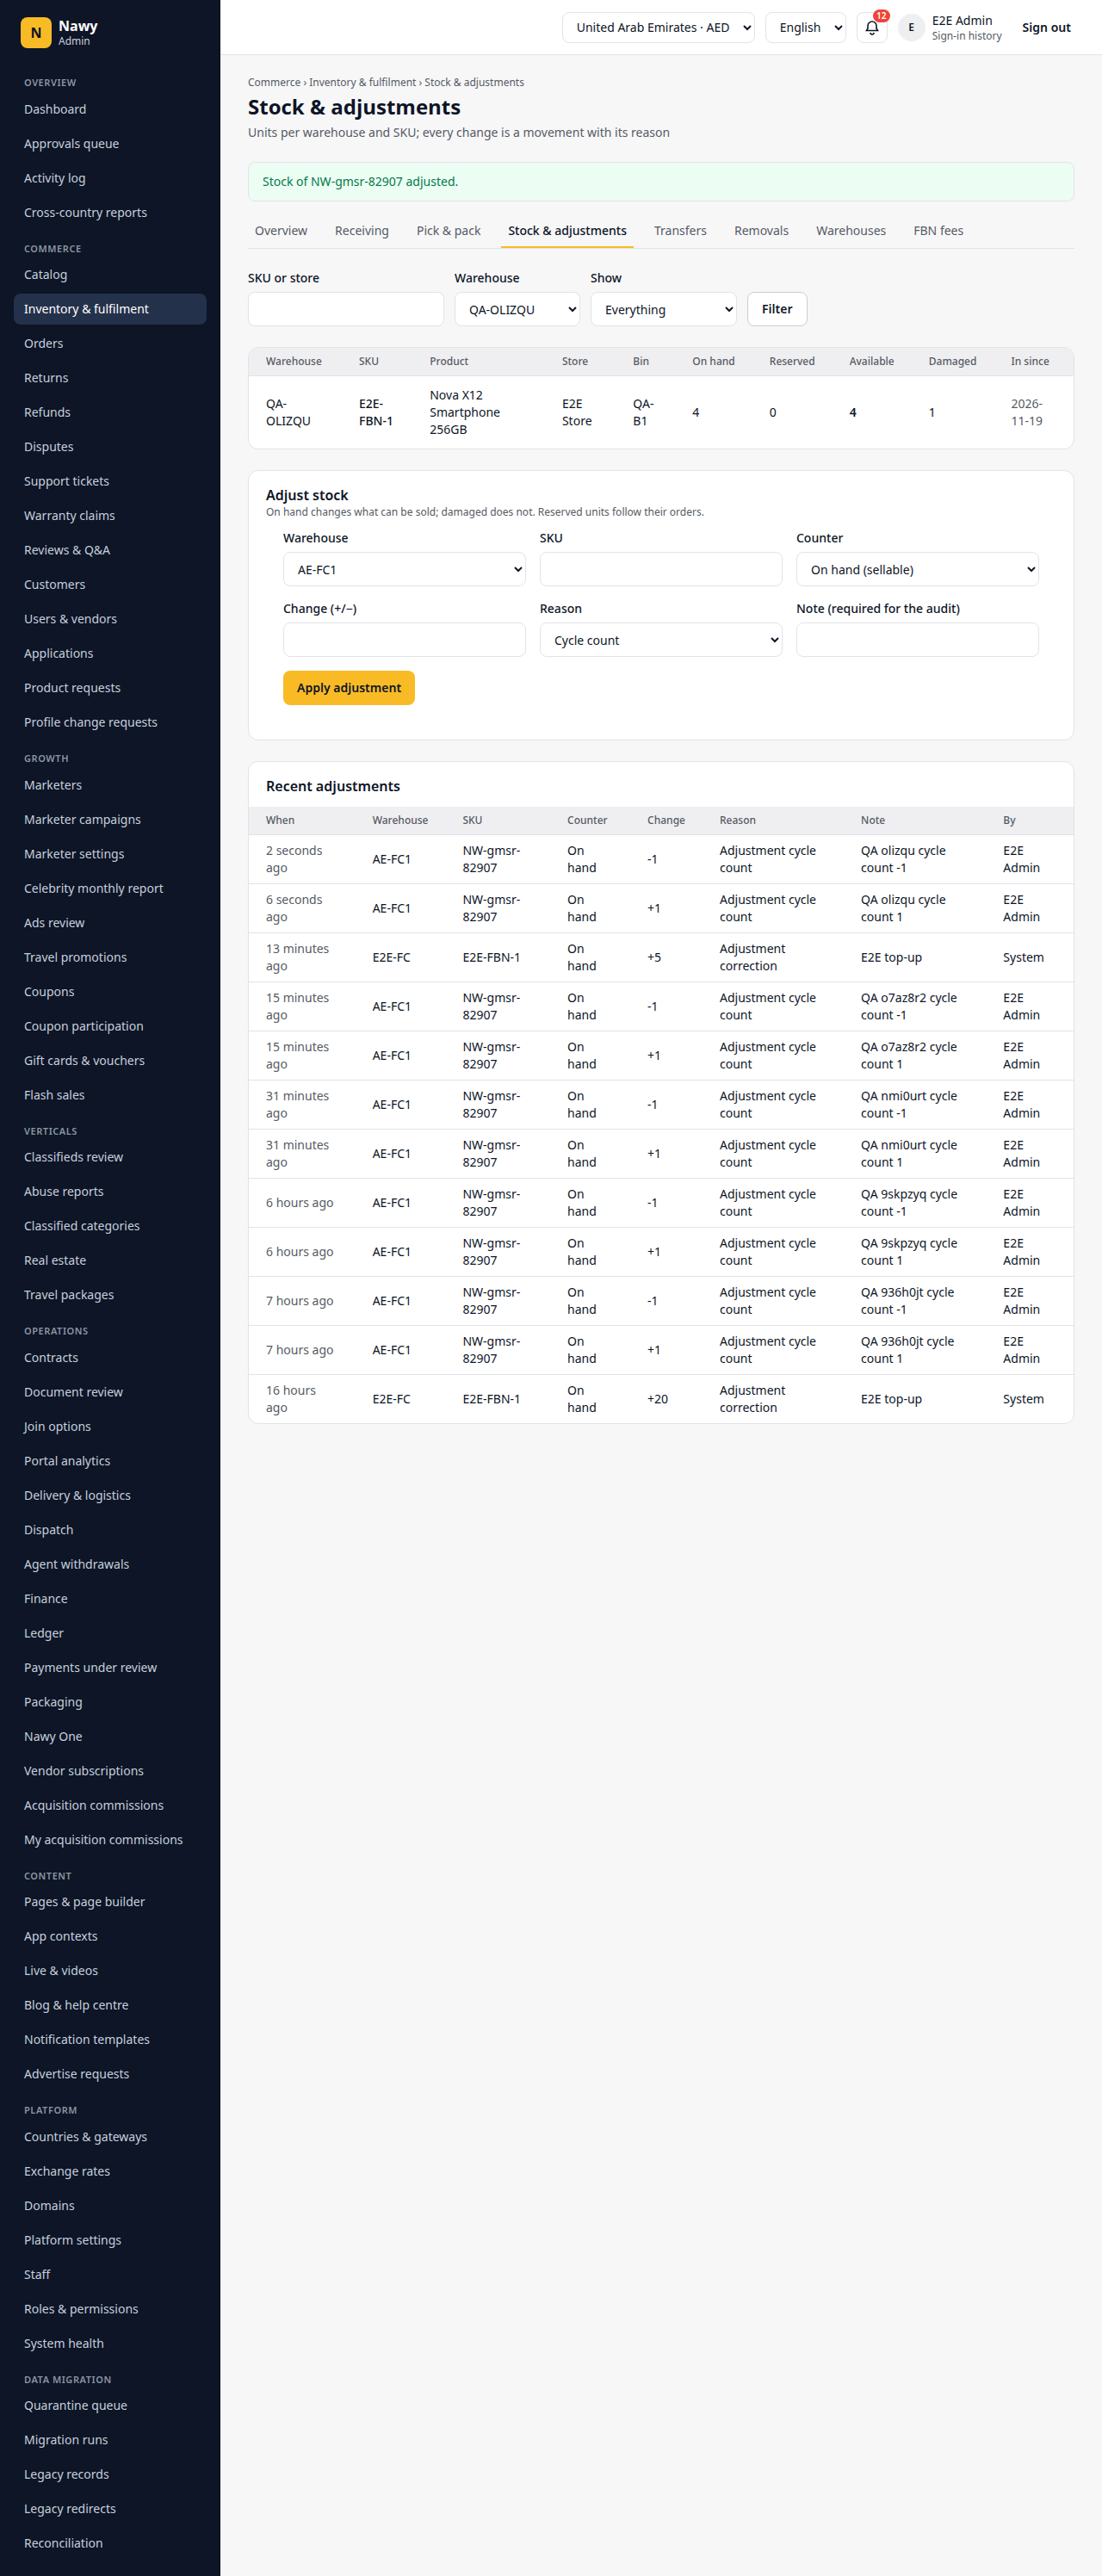 N
Nawy
Admin
OVERVIEW
Dashboard
Approvals queue
Activity log
Cross-country reports
COMMERCE
Catalog
Inventory & fulfilment
Orders
Returns
Refunds
Disputes
Support tickets
Warranty claims
Reviews & Q&A
Customers
Users & vendors
Applications
Product requests
Profile change requests
GROWTH
Marketers
Marketer campaigns
Marketer settings
Celebrity monthly report
Ads review
Travel promotions
Coupons
Coupon participation
Gift cards & vouchers
Flash sales
VERTICALS
Classifieds review
Abuse reports
Classified categories
Real estate
Travel packages
OPERATIONS
Contracts
Document review
Join options
Portal analytics
Delivery & logistics
Dispatch
Agent withdrawals
Finance
Ledger
Payments under review
Packaging
Nawy One
Vendor subscriptions
Acquisition commissions
My acquisition commissions
CONTENT
Pages & page builder
App contexts
Live & videos
Blog & help centre
Notification templates
Advertise requests
PLATFORM
Countries & gateways
Exchange rates
Domains
Platform settings
Staff
Roles & permissions
System health
DATA MIGRATION
Quarantine queue
Migration runs
Legacy records
Legacy redirects
Reconciliation
United Arab Emirates · AED
English
12
E
E2E Admin
Sign-in history
Sign out
Commerce › Inventory & fulfilment › Stock & adjustments
Stock & adjustments
Units per warehouse and SKU; every change is a movement with its reason
Stock of NW-gmsr-82907 adjusted.
Overview Receiving Pick & pack Stock & adjustments Transfers Removals Warehouses FBN fees
SKU or store Warehouse Show
QA-OLIZQU Everything Filter
Warehouse SKU Product Store Bin On hand Reserved Available Damaged In since
QA-OLIZQU E2E-FBN-1 Nova X12 Smartphone 256GB E2E Store QA-B1 4 0 4 1 2026-11-19
Adjust stock
On hand changes what can be sold; damaged does not. Reserved units follow their orders.
Warehouse SKU Counter
AE-FC1 On hand (sellable)
Change (+/−) Reason Note (required for the audit)
Cycle count
Apply adjustment
Recent adjustments
When Warehouse SKU Counter Change Reason Note By
2 seconds ago AE-FC1 NW-gmsr-82907 On hand -1 Adjustment cycle count QA olizqu cycle count -1 E2E Admin
6 seconds ago AE-FC1 NW-gmsr-82907 On hand +1 Adjustment cycle count QA olizqu cycle count 1 E2E Admin
13 minutes ago E2E-FC E2E-FBN-1 On hand +5 Adjustment correction E2E top-up System
15 minutes ago AE-FC1 NW-gmsr-82907 On hand -1 Adjustment cycle count QA o7az8r2 cycle count -1 E2E Admin
15 minutes ago AE-FC1 NW-gmsr-82907 On hand +1 Adjustment cycle count QA o7az8r2 cycle count 1 E2E Admin
31 minutes ago AE-FC1 NW-gmsr-82907 On hand -1 Adjustment cycle count QA nmi0urt cycle count -1 E2E Admin
31 minutes ago AE-FC1 NW-gmsr-82907 On hand +1 Adjustment cycle count QA nmi0urt cycle count 1 E2E Admin
6 hours ago AE-FC1 NW-gmsr-82907 On hand -1 Adjustment cycle count QA 9skpzyq cycle count -1 E2E Admin
6 hours ago AE-FC1 NW-gmsr-82907 On hand +1 Adjustment cycle count QA 9skpzyq cycle count 1 E2E Admin
7 hours ago AE-FC1 NW-gmsr-82907 On hand -1 Adjustment cycle count QA 936h0jt cycle count -1 E2E Admin
7 hours ago AE-FC1 NW-gmsr-82907 On hand +1 Adjustment cycle count QA 936h0jt cycle count 1 E2E Admin
16 hours ago E2E-FC E2E-FBN-1 On hand +20 Adjustment correction E2E top-up System